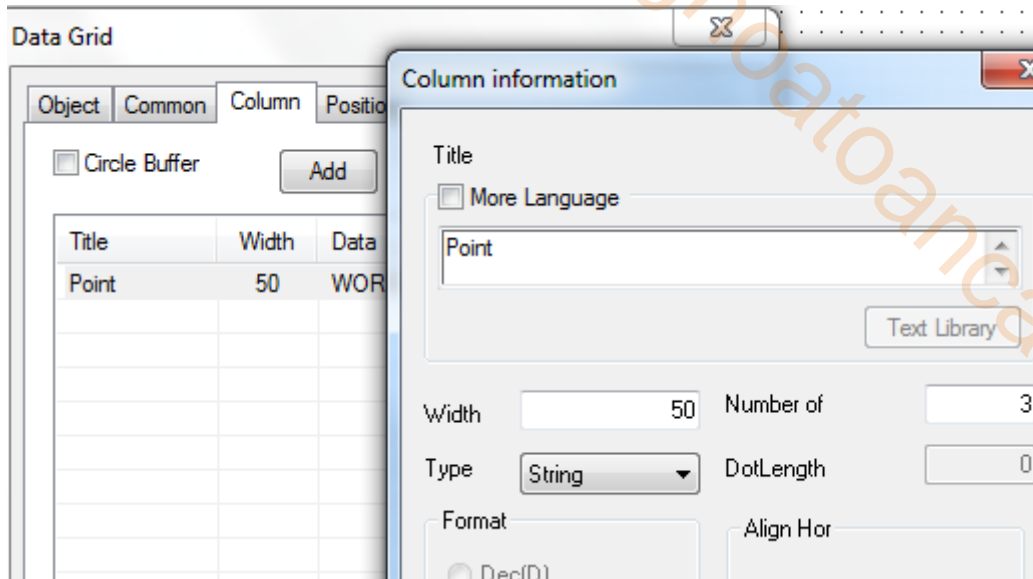 Data Grid
Column information
Object Common Column Positio
Circle Buffer Add
Title Width Data
Point 50 WOR
Title
More Language
Point
Text Library
Width 50 Number of 3
Type String DotLength 0
Format Align Hor
Dec(D)